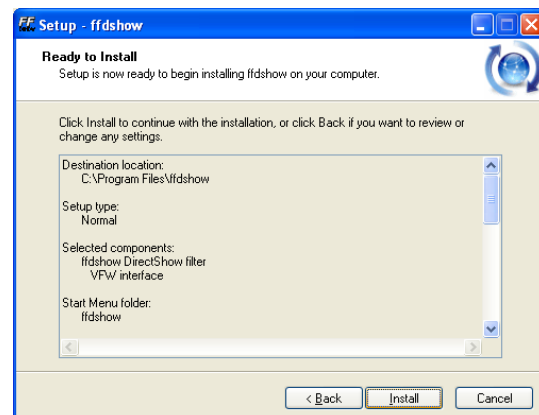 Setup - ffdshow
Ready to Install
Setup is now ready to begin installing ffdshow on your computer.
Click Install to continue with the installation, or click Back if you want to review or
change any settings.
Destination location:
C:\Program Files\ffdshow
Setup type:
Normal
Selected components:
ffdshow DirectShow filter
VFW interface
Start Menu folder:
ffdshow
< Back
Install
Cancel